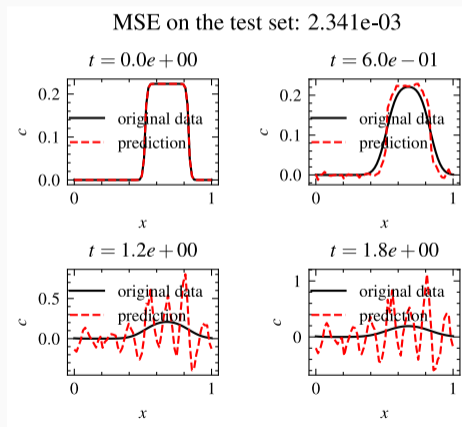 MSE on the test set: 2.341e-03
t = 0.0e + 00
t = 6.0e − 01
0.2
0.1
0.0
c
original data
prediction
0
1
x
0.2
0.1
0.0
c
original data
prediction
0
1
x
t = 1.2e + 00
t = 1.8e + 00
0.5
0.0
c
original data
prediction
0
1
x
1
0
c
original data
prediction
0
1
x